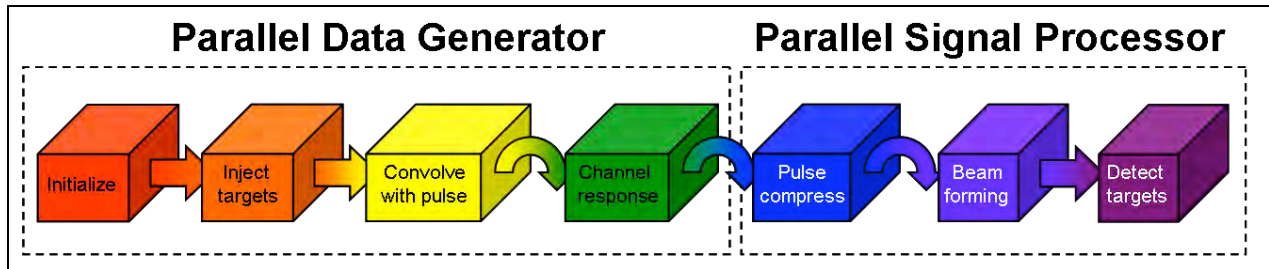 Parallel Data Generator
Parallel Signal Processor
Initialize
Inject
targets
Convolve
with pulse
Channel
response
Pulse
compress
Beam
forming
Detect
targets